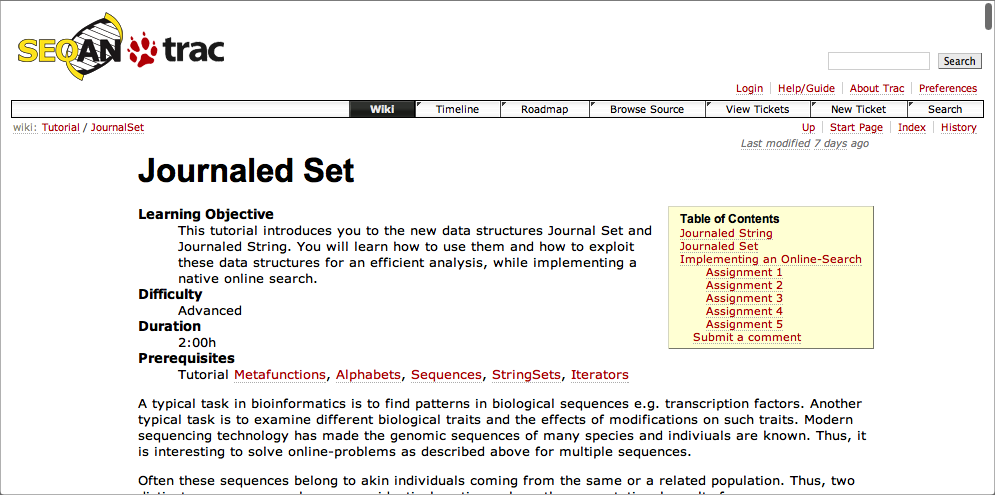 SEQAN trac
Search
Login Help/Guide About Trac Preferences
Wiki Timeline Roadmap Browse Source View Tickets New Ticket Search
wiki: Tutorial / JournalSet
Up Start Page Index History
Last modified 7 days ago
Journaled Set
Learning Objective
This tutorial introduces you to the new data structures Journal Set and
Journaled String. You will learn how to use them and how to exploit
these data structures for an efficient analysis, while implementing a
native online search.
Difficulty
Advanced
Duration
2:00h
Prerequisites
Tutorial Metafunctions, Alphabets, Sequences, StringSets, Iterators
Table of Contents
Journaled String
Journaled Set
Implementing an Online-Search
Assignment 1
Assignment 2
Assignment 3
Assignment 4
Assignment 5
Submit a comment
A typical task in bioinformatics is to find patterns in biological sequences e.g. transcription factors. Another
typical task is to examine different biological traits and the effects of modifications on such traits. Modern
sequencing technology has made the genomic sequences of many species and indiviuals are known. Thus, it
is interesting to solve online-problems as described above for multiple sequences.
Often these sequences belong to akin individuals coming from the same or a related population. Thus, two